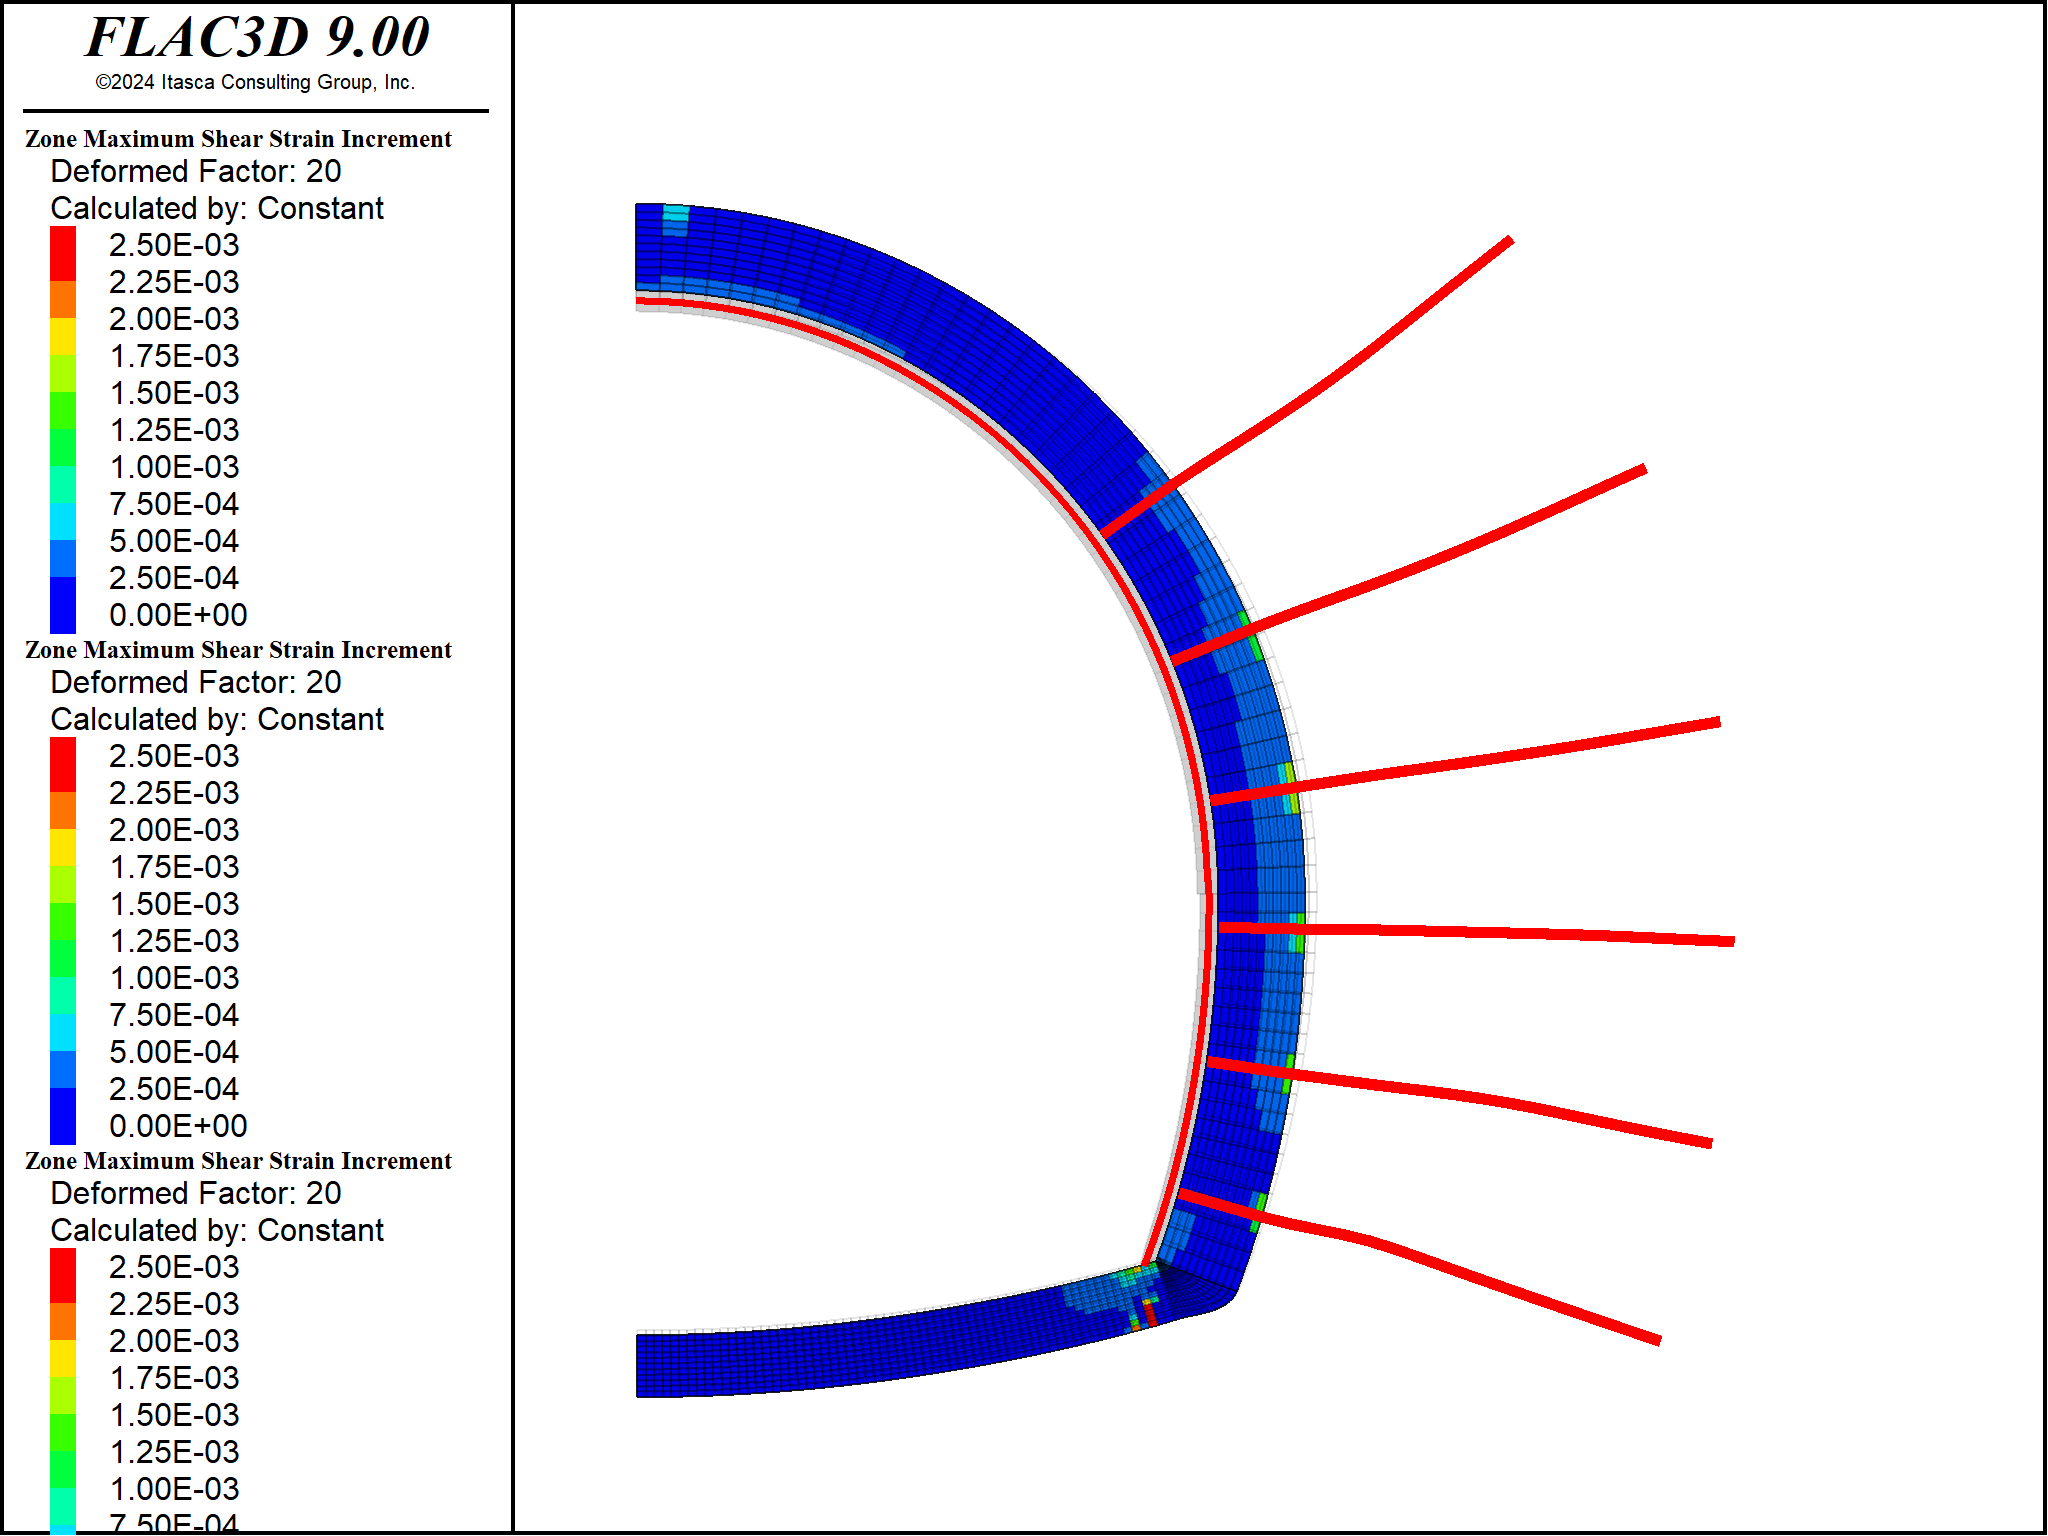 FLAC3D 9.00
©2024 Itasca Consulting Group, Inc.
Zone Maximum Shear Strain Increment
Deformed Factor: 20
Calculated by: Constant
2.50E-03
2.25E-03
2.00E-03
1.75E-03
1.50E-03
1.25E-03
1.00E-03
7.50E-04
5.00E-04
2.50E-04
0.00E+00
Zone Maximum Shear Strain Increment
Deformed Factor: 20
Calculated by: Constant
2.50E-03
2.25E-03
2.00E-03
1.75E-03
1.50E-03
1.25E-03
1.00E-03
7.50E-04
5.00E-04
2.50E-04
0.00E+00
Zone Maximum Shear Strain Increment
Deformed Factor: 20
Calculated by: Constant
2.50E-03
2.25E-03
2.00E-03
1.75E-03
1.50E-03
1.25E-03
1.00E-03
7.50E-04